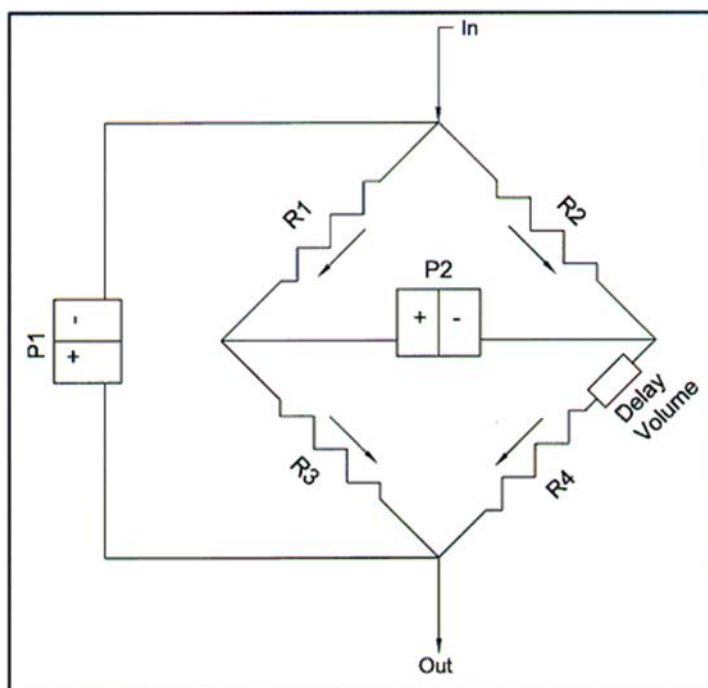 In
R1
R2
P2
+ -
P1
-
+
Delay
Volume
R3
R4
Out